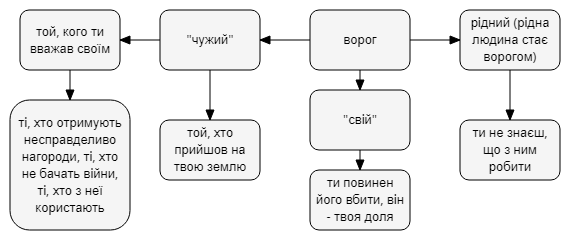 той, кого ти
вважав своїм
"чужий"
ворог
рідний (рідна
людина стає
ворогом)
ті, хто отримують
несправделиво
нагороди, ті, хто
не бачать війни,
ті, хто з неї
користають
той, хто
прийшов на
твою землю
"свій"
ти повинен
його вбити, він
- твоя доля
ти не знаєш,
що з ним
робити